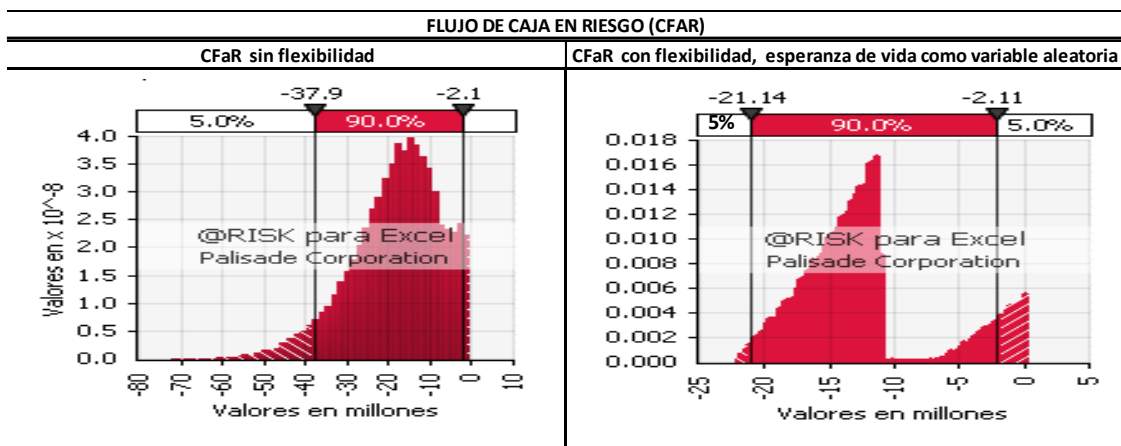 FLUJO DE CAJA EN RIESGO (CFAR)
CFaR sin flexibilidad
CFaR con flexibilidad, esperanza de vida como variable aleatoria
-37.9 -2.1
5.0% 90.0%
4.0
3.5
3.0
2.5
2.0
1.5
1.0
0.5
0.0
Valores en x 10^-8
@RISK para Excel
Palisade Corporation
-80 -70 -60 -50 -40 -30 -20 -10 0 10
Valores en millones
-21.14 -2.11
5% 90.0% 5.0%
0.018
0.016
0.014
0.012
0.010
0.008
0.006
0.004
0.002
0.000
@RISK para Excel
Palisade Corporation
-25 -20 -15 -10 -5 0 5
Valores en millones